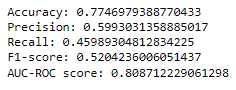 Accuracy: 0.7746979388770433
Precision: 0.5993031358885017
Recall: 0.45989304812834225
F1-score: 0.5204236006051437
AUC-ROC score: 0.808712229061298